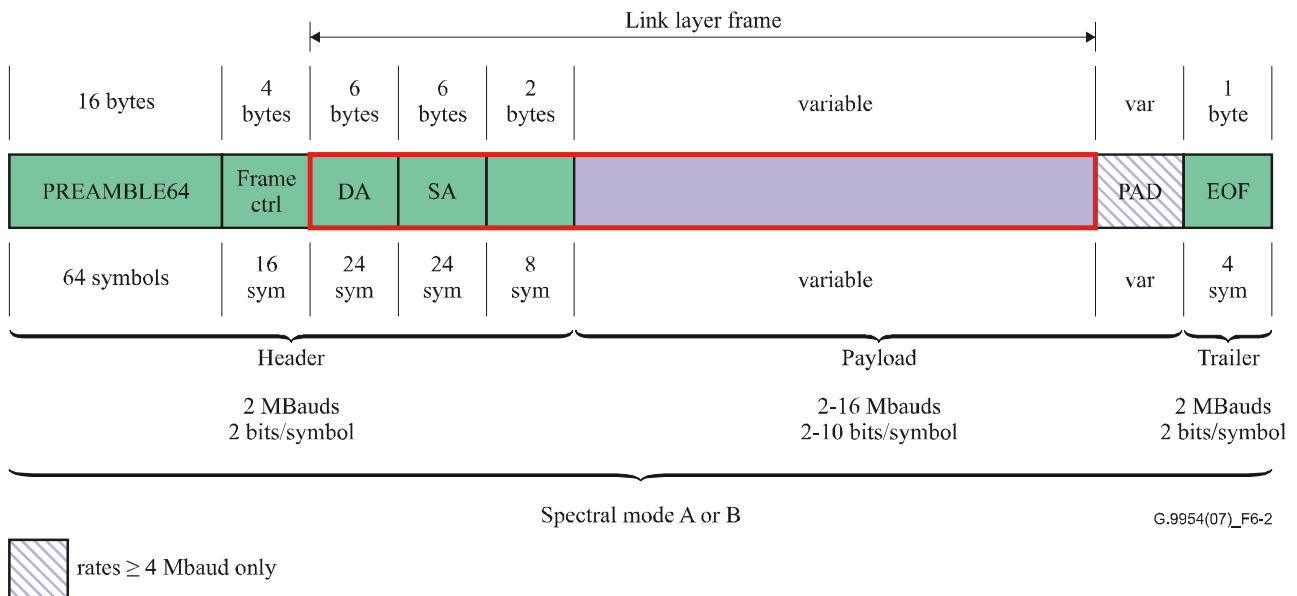 Link layer frame
16 bytes
4
bytes
6
bytes
6
bytes
2
bytes
variable
var
1
byte
PREAMBLE64
Frame
ctrl
DA
SA
PAD
EOF
64 symbols
16
sym
24
sym
24
sym
8
sym
variable
var
4
sym
Header
Payload
Trailer
2 MBauds
2 bits/symbol
2-16 Mbauds
2-10 bits/symbol
2 MBauds
2 bits/symbol
Spectral mode A or B
G.9954(07)_F6-2
rates ≥ 4 Mbaud only